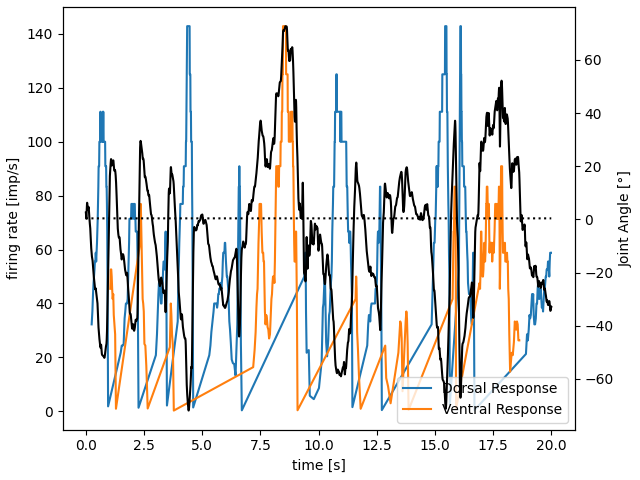 140
120
100
80
60
40
20
0
firing rate [imp/s]
60
40
20
0
−20
−40
−60
Joint Angle [°]
Dorsal Response
Ventral Response
0.0 2.5 5.0 7.5 10.0 12.5 15.0 17.5 20.0
time [s]